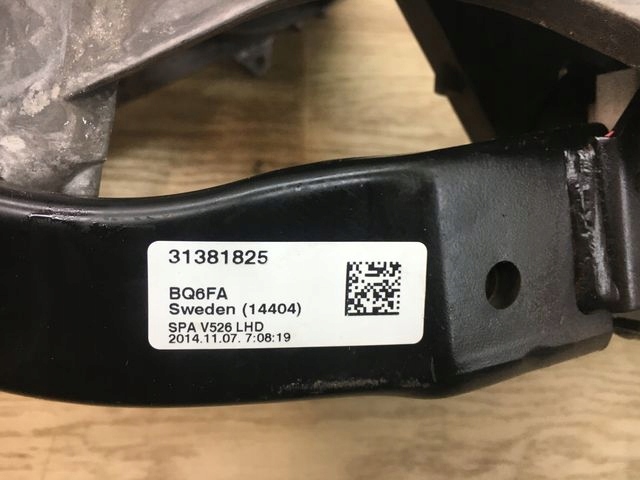 31381825
BQ6FA
Sweden (14404)
SPA V526 LHD
2014.11.07. 7:08:19